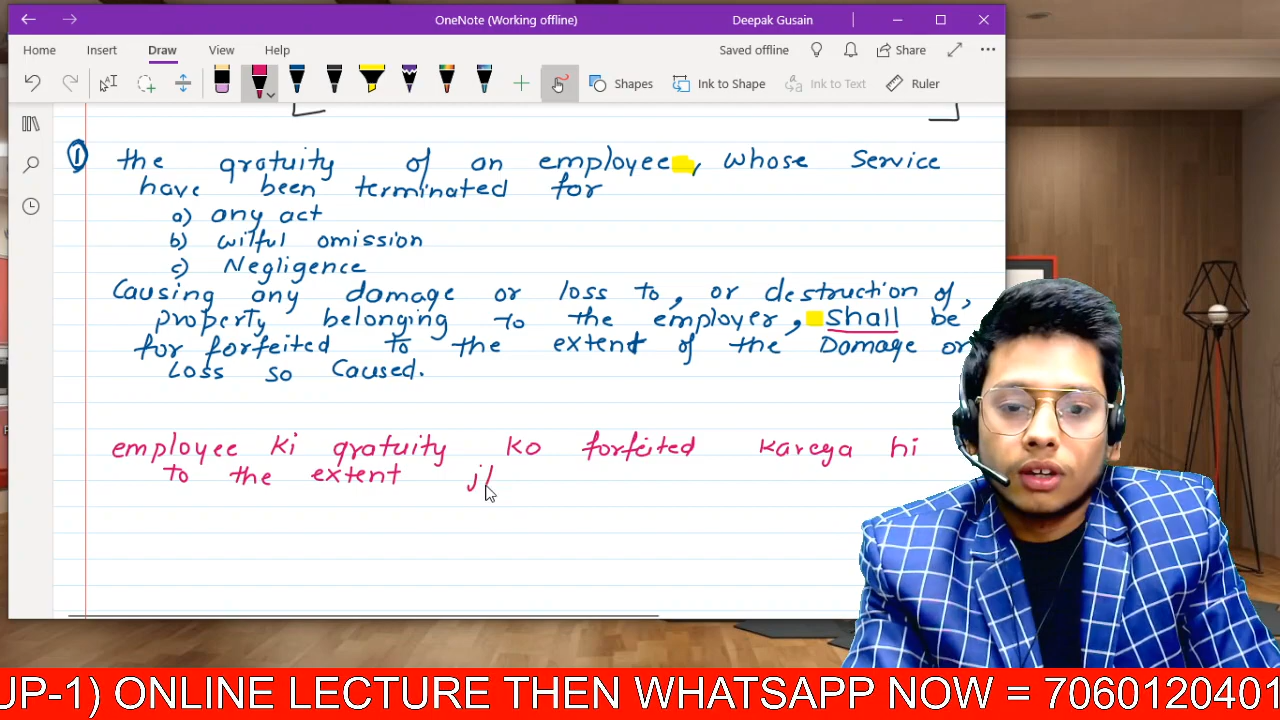 OneNote (Working offline)
Deepak Gusain
Home Insert Draw View Help
Saved offline
Share
Shapes
Ink to Shape
Ink to Text
Ruler
① the gratuity of an employee, whose Service
have been terminated for
a) any act
b) wilful omission
c) Negligence
Causing any damage or loss to, or destruction of,
property belonging to the employer, Shall be
for forfeited to the extent of the Damage or
Loss so Caused.
employee ki gratuity ko forfeited karega hi
to the extent
JP-1) ONLINE LECTURE THEN WHATSAPP NOW = 7060120401